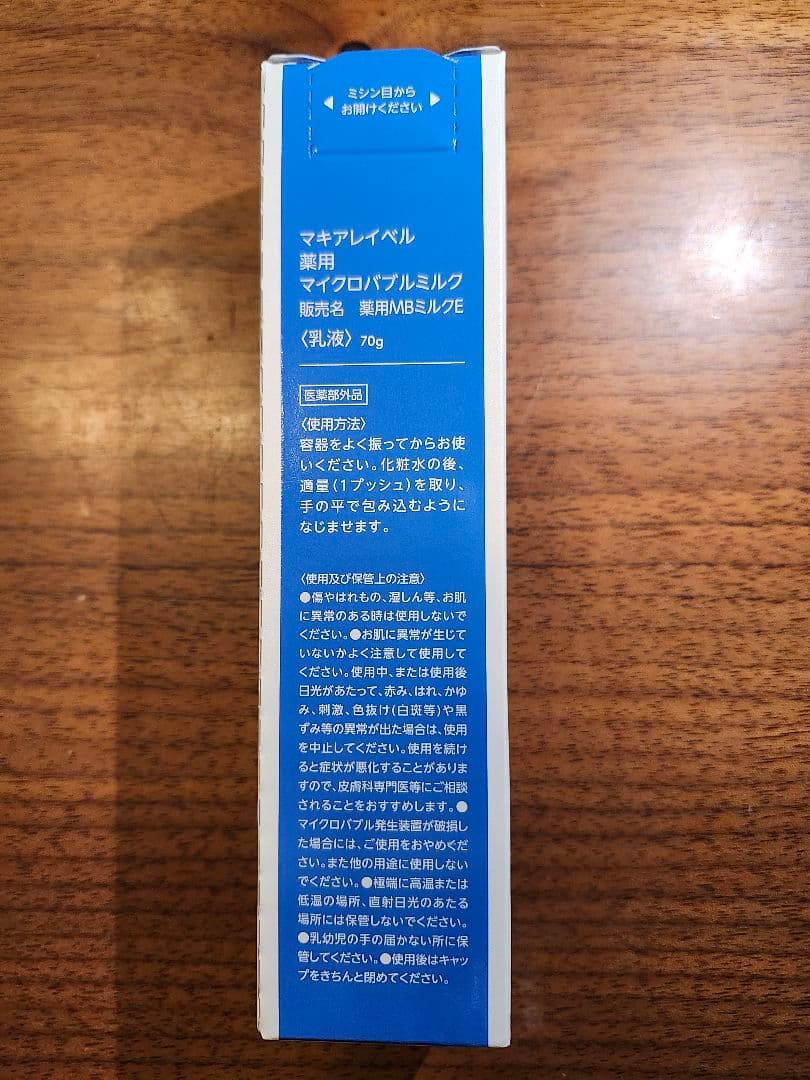 ミシン目から
お開けください
マキアレイベル
薬用
マイクロバブルミルク
販売名 薬用MBミルクE
〈乳液〉 70g
医薬部外品
〈使用方法〉
容器をよく振ってからお使
いください。化粧水の後、
適量(1プッシュ)を取り、
手の平で包み込むように
なじませます。
〈使用及び保管上の注意〉
●傷やはれもの、湿しん等、お肌
に異常のある時は使用しないで
ください。●お肌に異常が生じて
いないかよく注意して使用して
ください。使用中、または使用後
日光があたって、赤み、はれ、かゆ
み、刺激、色抜け(白斑等)や黒
ずみ等の異常が出た場合は、使用
を中止してください。使用を続け
ると症状が悪化することがありま
すので、皮膚科専門医等にご相談
されることをおすすめします。●
マイクロバブル発生装置が破損し
た場合には、ご使用をおやめくだ
さい。また他の用途に使用しない
でください。●極端に高温または
低温の場所、直射日光のあたる
場所には保管しないでください。
●乳幼児の手の届かない所に保
管してください。●使用後はキャッ
プをきちんと閉めてください。